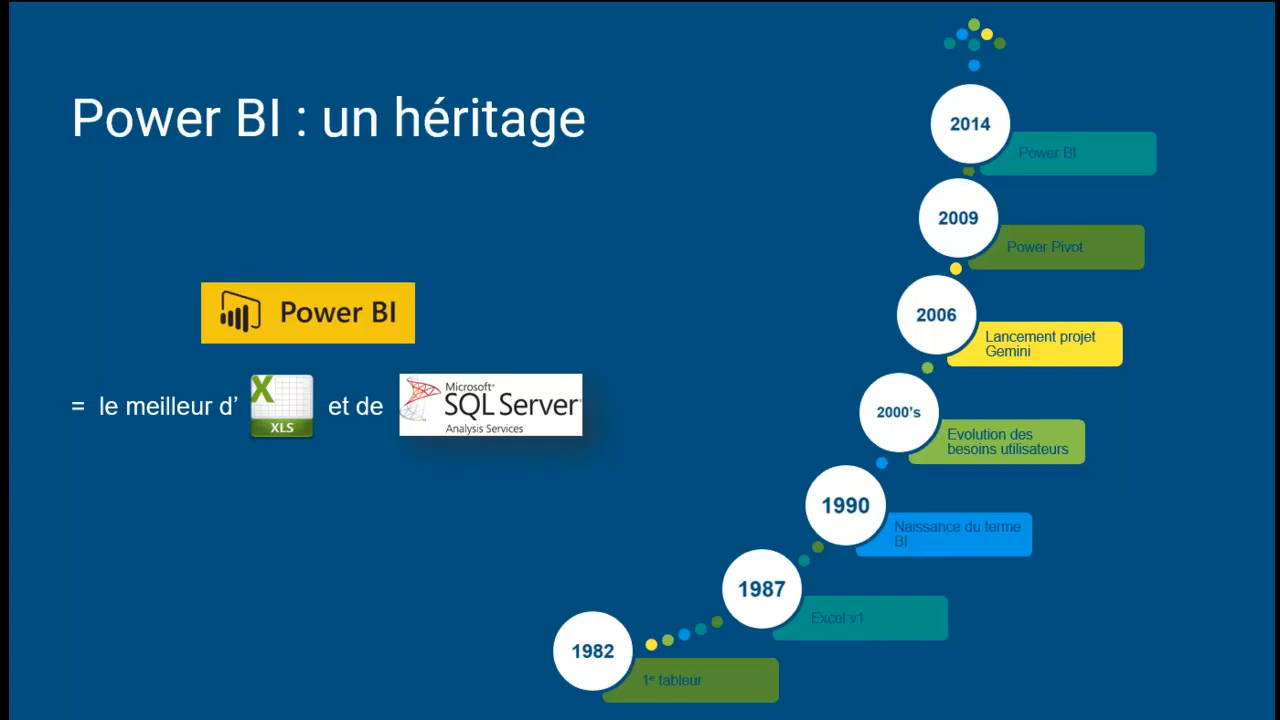 Power BI : un héritage
Power BI
= le meilleur d’
X
XLS
et de
Microsoft®
SQL Server
Analysis Services
2014
Power BI
2009
Power Pivot
2006
Lancement projet
Gemini
2000's
Evolution des
besoins utilisateurs
1990
Naissance du terme
BI
1987
Excel v1
1982
1e tableur